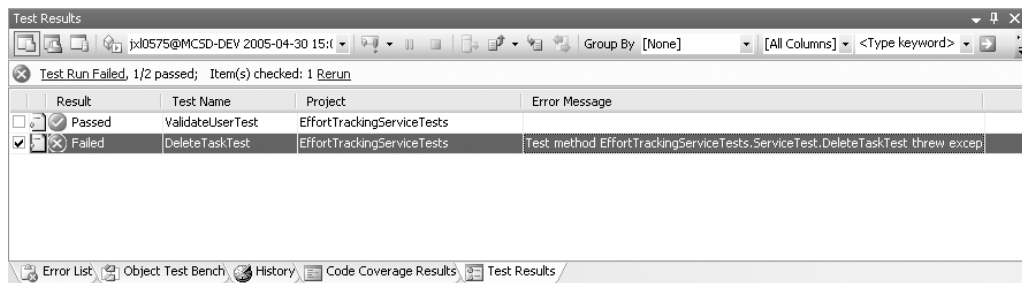 Test Results
jxl0575@MCSD-DEV 2005-04-30 15:( Group By [None] [All Columns] <Type keyword>
Test Run Failed, 1/2 passed; Item(s) checked: 1 Rerun
Result Test Name Project Error Message
Passed ValidateUserTest EffortTrackingServiceTests
Failed DeleteTaskTest EffortTrackingServiceTests Test method EffortTrackingServiceTests.ServiceTest.DeleteTaskTest threw excep
Error List Object Test Bench History Code Coverage Results Test Results